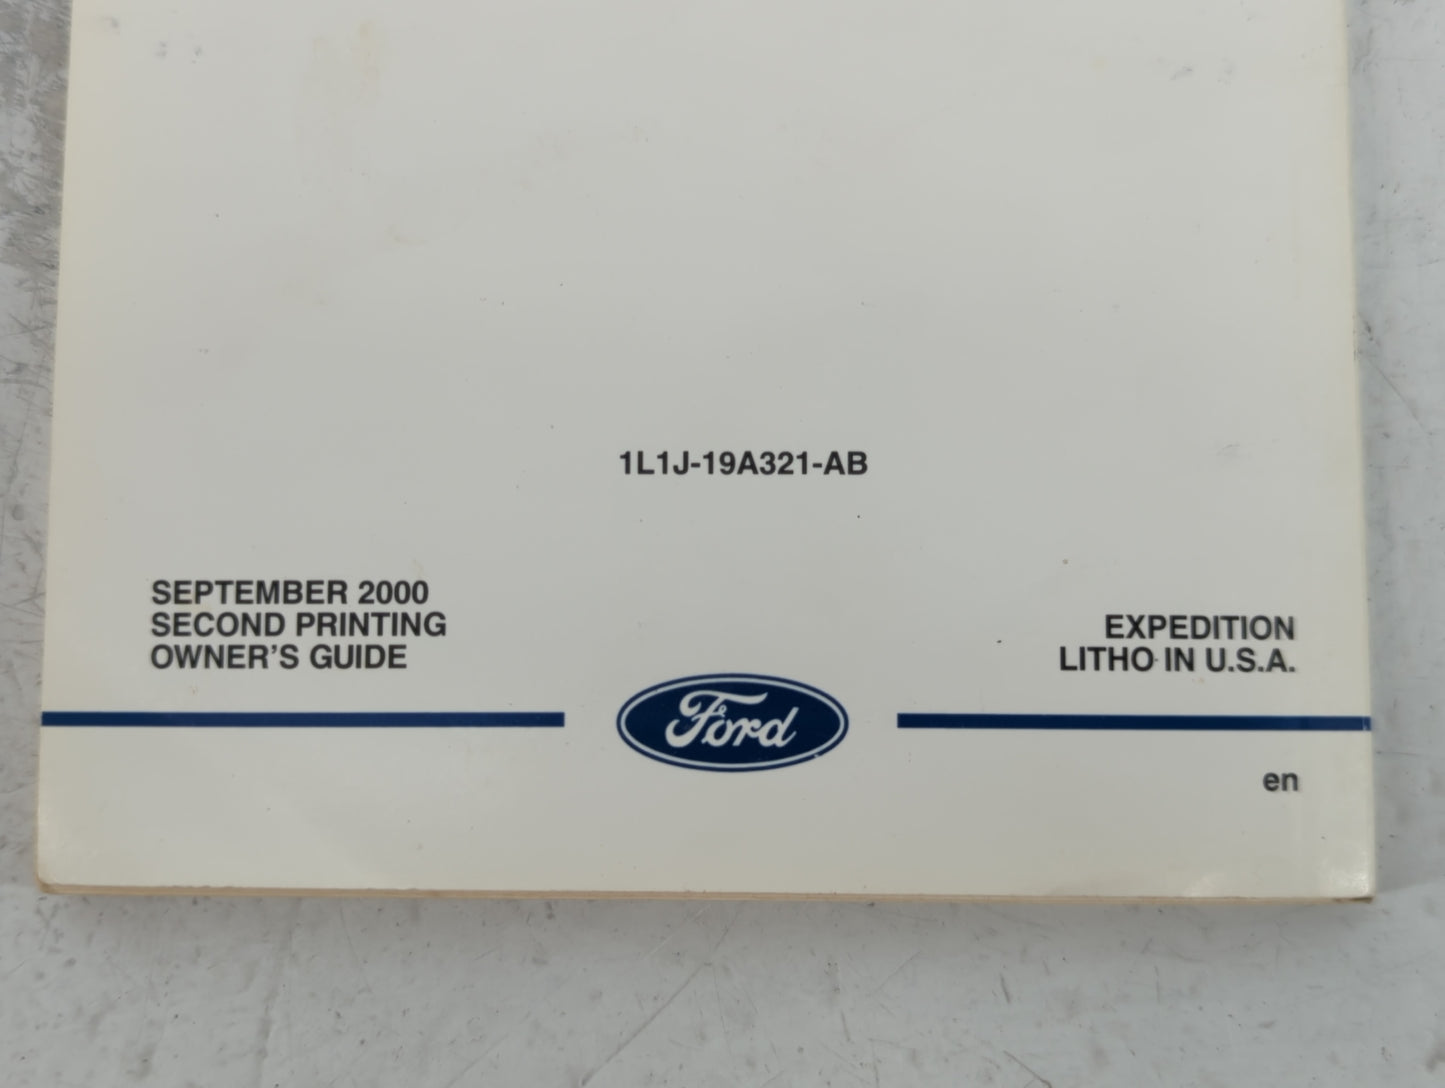 1L1J-19A321-AB
SEPTEMBER 2000
SECOND PRINTING
OWNER'S GUIDE
EXPEDITION
LITHO IN U.S.A.
Ford
en